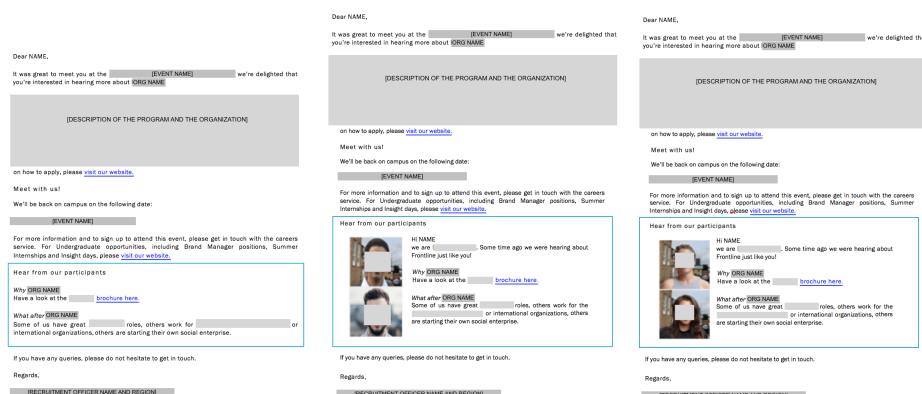 Dear NAME,
It was great to meet you at the [EVENT NAME] we're delighted that
you're interested in hearing more about ORG NAME
[DESCRIPTION OF THE PROGRAM AND THE ORGANIZATION]
on how to apply, please visit our website.
Meet with us!
We'll be back on campus on the following date:
[EVENT NAME]
For more information and to sign up to attend this event, please get in touch with the careers
service. For Undergraduate opportunities, including Brand Manager positions, Summer
Internships and Insight days, please visit our website.
Hear from our participants
Why ORG NAME
Have a look at the brochure here.
What after ORG NAME
Some of us have great roles, others work for or
international organizations, others are starting their own social enterprise.
If you have any queries, please do not hesitate to get in touch.
Regards,
[RECRUITMENT OFFICER NAME AND REGION]
Dear NAME,
It was great to meet you at the [EVENT NAME] we're delighted that
you're interested in hearing more about ORG NAME
[DESCRIPTION OF THE PROGRAM AND THE ORGANIZATION]
on how to apply, please visit our website.
Meet with us!
We'll be back on campus on the following date:
[EVENT NAME]
For more information and to sign up to attend this event, please get in touch with the careers
service. For Undergraduate opportunities, including Brand Manager positions, Summer
Internships and Insight days, please visit our website.
Hear from our participants
Hi NAME
we are . Some time ago we were hearing about
Frontline just like you!
Why ORG NAME
Have a look at the brochure here.
What after ORG NAME
Some of us have great roles, others work for the
or international organizations, others
are starting their own social enterprise.
If you have any queries, please do not hesitate to get in touch.
Regards,
[RECRUITMENT OFFICER NAME AND REGION]
Dear NAME,
It was great to meet you at the [EVENT NAME] we're delighted
you're interested in hearing more about ORG NAME
[DESCRIPTION OF THE PROGRAM AND THE ORGANIZATION]
on how to apply, please visit our website.
Meet with us!
We'll be back on campus on the following date:
[EVENT NAME]
For more information and to sign up to attend this event, please get in touch with the careers
service. For Undergraduate opportunities, including Brand Manager positions, Summer
Internships and Insight days, please visit our website.
Hear from our participants
Hi NAME
we are . Some time ago we were hearing about
Frontline just like you!
Why ORG NAME
Have a look at the brochure here.
What after ORG NAME
Some of us have great roles, others work for the
or international organizations, others
are starting their own social enterprise.
If you have any queries, please do not hesitate to get in touch.
Regards,